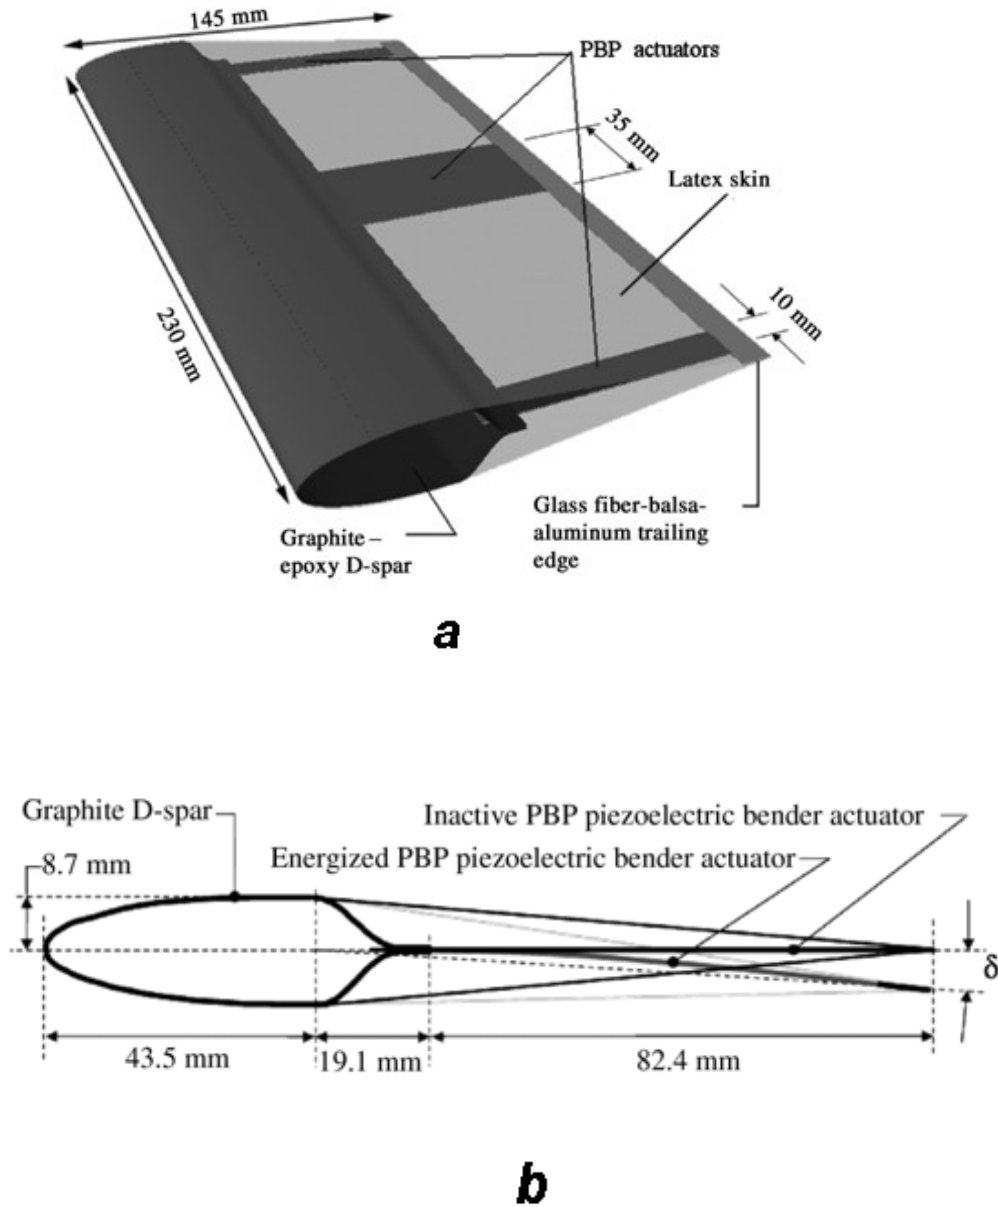 145 mm
PBP actuators
35 mm
Latex skin
10 mm
230 mm
Glass fiber-balsa-
aluminum trailing
edge
Graphite –
epoxy D-spar
a
Graphite D-spar
Inactive PBP piezoelectric bender actuator
Energized PBP piezoelectric bender actuator
8.7 mm
δ
43.5 mm
19.1 mm
82.4 mm
b